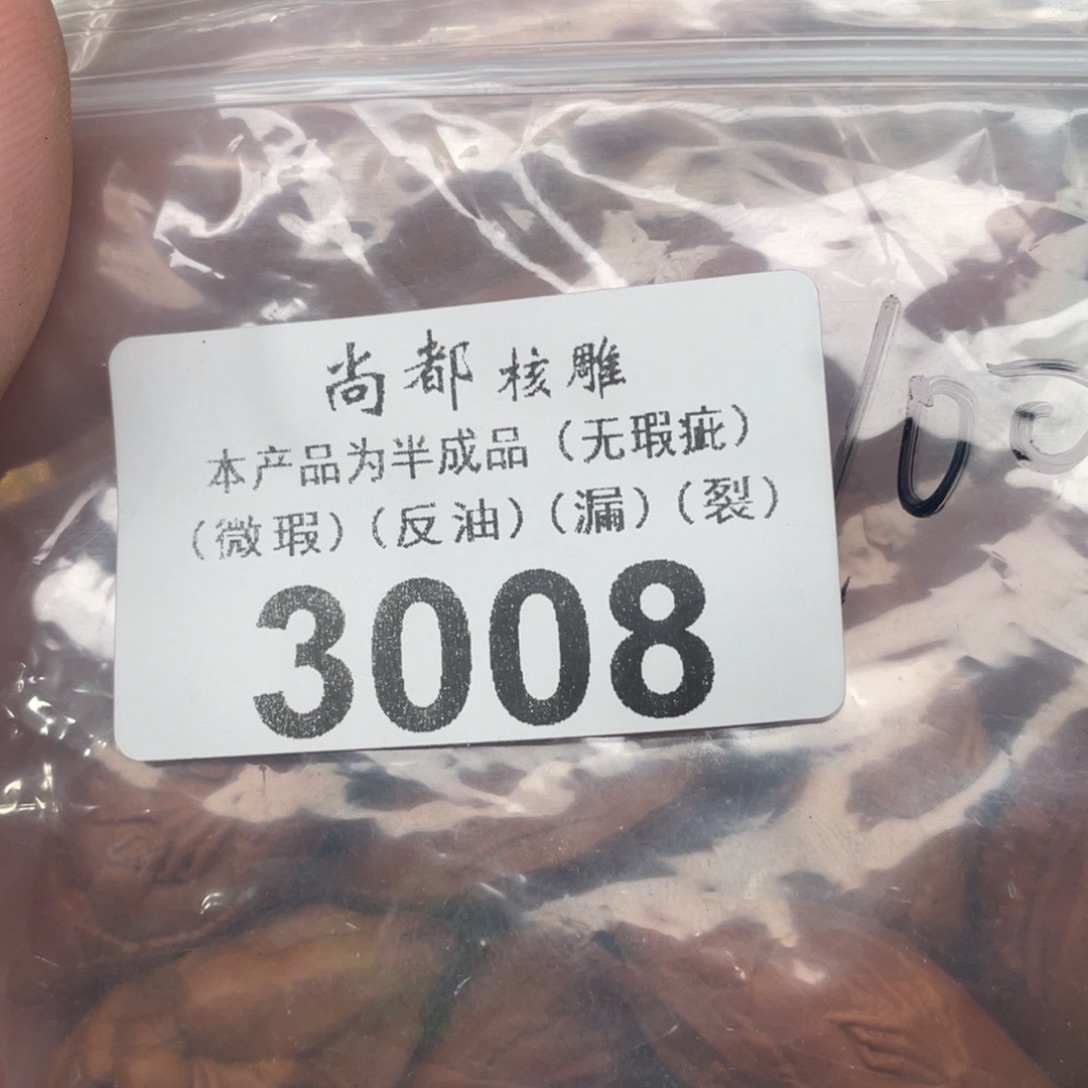 尚都核雕
本产品为半成品（无瑕疵）
（微瑕）（反油）（漏）（裂）
3008